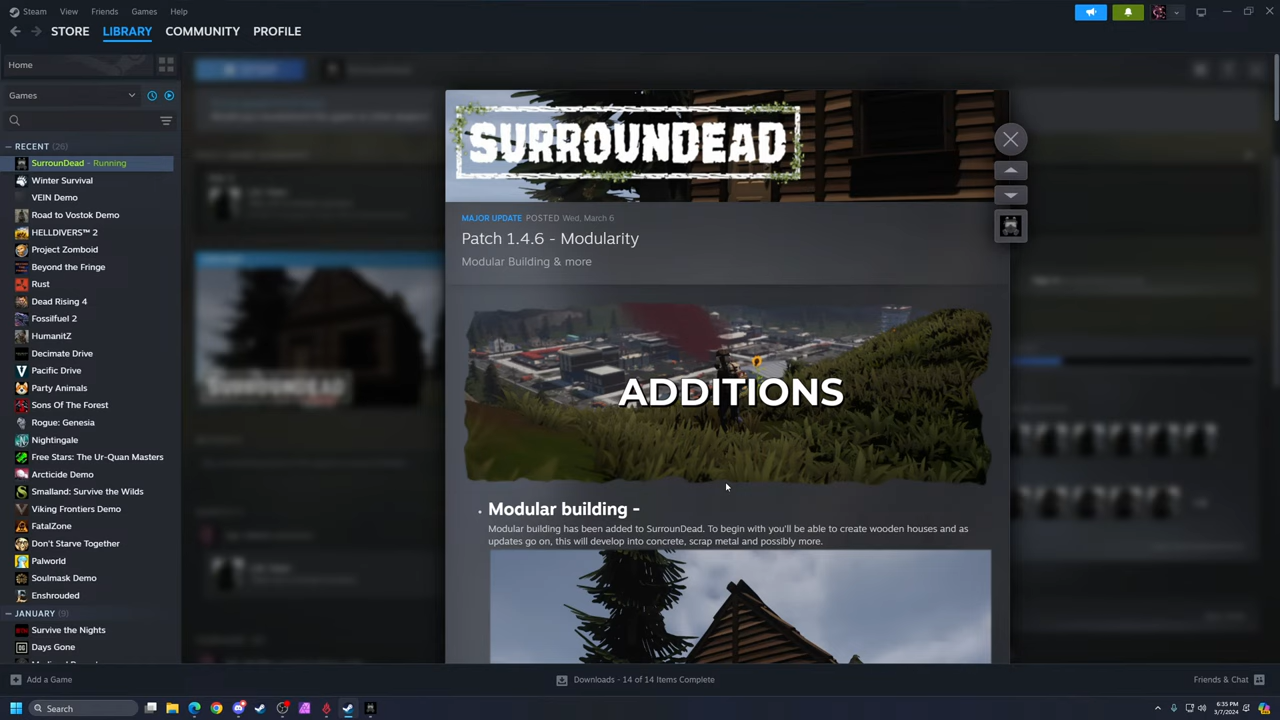 Steam View Friends Games Help
STORE LIBRARY COMMUNITY PROFILE
Home
Games
RECENT (26)
SurrounDead - Running
Winter Survival
VEIN Demo
Road to Vostok Demo
HELLDIVERS™ 2
Project Zomboid
Beyond the Fringe
Rust
Dead Rising 4
Fossilfuel 2
HumanitZ
Decimate Drive
Pacific Drive
Party Animals
Sons Of The Forest
Rogue: Genesia
Nightingale
Free Stars: The Ur-Quan Masters
Arcticide Demo
Smalland: Survive the Wilds
Viking Frontiers Demo
FatalZone
Don't Starve Together
Palworld
Soulmask Demo
Enshrouded
JANUARY (9)
Survive the Nights
Days Gone
SURROUNDEAD
MAJOR UPDATE POSTED Wed, March 6
Patch 1.4.6 - Modularity
Modular Building & more
ADDITIONS
Modular building -
Modular building has been added to SurrounDead. To begin with you'll be able to create wooden houses and as
updates go on, this will develop into concrete, scrap metal and possibly more.
Add a Game
Downloads - 14 of 14 Items Complete
Friends & Chat
Search
6:35 PM
3/7/2024